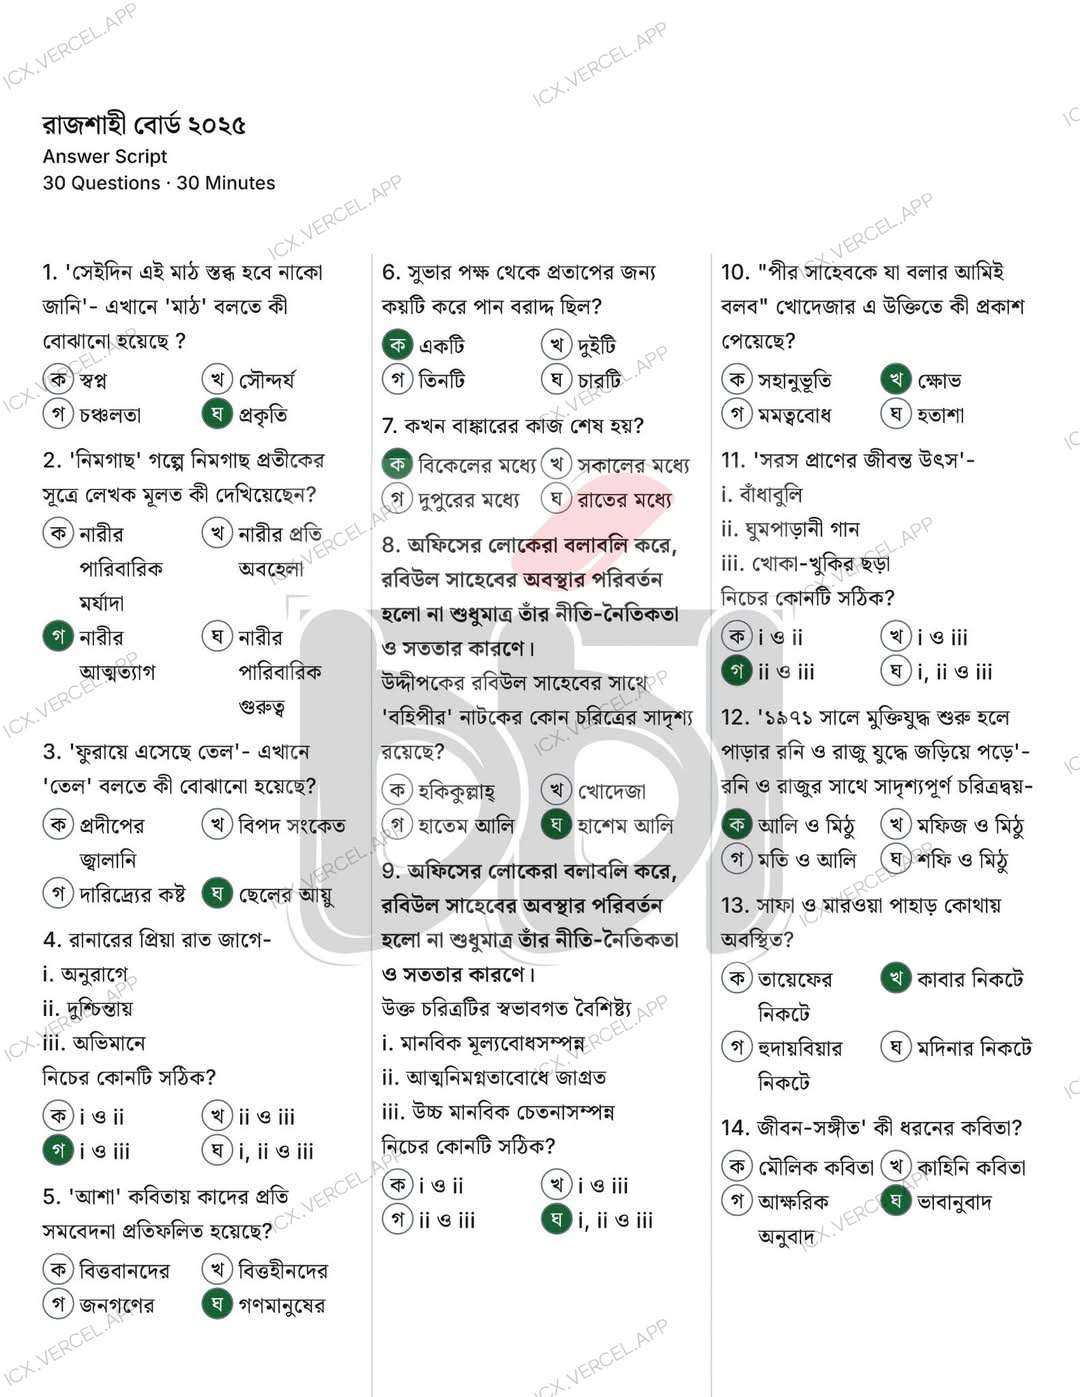 রাজশাহী বোর্ড ২০২৫
Answer Script
30 Questions · 30 Minutes
1. 'সেইদিন এই মাঠ স্তব্ধ হবে নাকো
জানি'- এখানে 'মাঠ' বলতে কী
বোঝানো হয়েছে ?
ক স্বপ্ন
খ সৌন্দর্য
গ চঞ্চলতা
ঘ প্রকৃতি
2. 'নিমগাছ' গল্পে নিমগাছ প্রতীকের
সূত্রে লেখক মূলত কী দেখিয়েছেন?
ক নারীর
পারিবারিক
মর্যাদা
খ নারীর প্রতি
অবহেলা
গ নারীর
আত্মত্যাগ
ঘ নারীর
পারিবারিক
গুরুত্ব
3. 'ফুরায়ে এসেছে তেল'- এখানে
'তেল' বলতে কী বোঝানো হয়েছে?
ক প্রদীপের
জ্বালানি
খ বিপদ সংকেত
গ দারিদ্র্যের কষ্ট
ঘ ছেলের আয়ু
4. রানারের প্রিয়া রাত জাগে-
i. অনুরাগে
ii. দুশ্চিন্তায়
iii. অভিমানে
নিচের কোনটি সঠিক?
ক i ও ii
খ ii ও iii
গ i ও iii
ঘ i, ii ও iii
5. 'আশা' কবিতায় কাদের প্রতি
সমবেদনা প্রতিফলিত হয়েছে?
ক বিত্তবানদের
খ বিত্তহীনদের
গ জনগণের
ঘ গণমানুষের
6. সুভার পক্ষ থেকে প্রতাপের জন্য
কয়টি করে পান বরাদ্দ ছিল?
ক একটি
খ দুইটি
গ তিনটি
ঘ চারটি
7. কখন বাঙ্কারের কাজ শেষ হয়?
ক বিকেলের মধ্যে
খ সকালের মধ্যে
গ দুপুরের মধ্যে
ঘ রাতের মধ্যে
8. অফিসের লোকেরা বলাবলি করে,
রবিউল সাহেবের অবস্থার পরিবর্তন
হলো না শুধুমাত্র তাঁর নীতি-নৈতিকতা
ও সততার কারণে।
উদ্দীপকের রবিউল সাহেবের সাথে
'বহিপীর' নাটকের কোন চরিত্রের সাদৃশ্য
রয়েছে?
ক হকিকুল্লাহ্
খ খোদেজা
গ হাতেম আলি
ঘ হাশেম আলি
9. অফিসের লোকেরা বলাবলি করে,
রবিউল সাহেবের অবস্থার পরিবর্তন
হলো না শুধুমাত্র তাঁর নীতি-নৈতিকতা
ও সততার কারণে।
উক্ত চরিত্রটির স্বভাবগত বৈশিষ্ট্য
i. মানবিক মূল্যবোধসম্পন্ন
ii. আত্মনিমগ্নতাবোধে জাগ্রত
iii. উচ্চ মানবিক চেতনাসম্পন্ন
নিচের কোনটি সঠিক?
ক i ও ii
খ i ও iii
গ ii ও iii
ঘ i, ii ও iii
10. "পীর সাহেবকে যা বলার আমিই
বলব" খোদেজার এ উক্তিতে কী প্রকাশ
পেয়েছে?
ক সহানুভূতি
খ ক্ষোভ
গ মমত্ববোধ
ঘ হতাশা
11. 'সরস প্রাণের জীবন্ত উৎস'-
i. বাঁধাবুলি
ii. ঘুমপাড়ানী গান
iii. খোকা-খুকির ছড়া
নিচের কোনটি সঠিক?
ক i ও ii
খ i ও iii
গ ii ও iii
ঘ i, ii ও iii
12. '১৯৭১ সালে মুক্তিযুদ্ধ শুরু হলে
পাড়ার রনি ও রাজু যুদ্ধে জড়িয়ে পড়ে'-
রনি ও রাজুর সাথে সাদৃশ্যপূর্ণ চরিত্রদ্বয়-
ক আলি ও মিঠু
খ মফিজ ও মিঠু
গ মতি ও আলি
ঘ শফি ও মিঠু
13. সাফা ও মারওয়া পাহাড় কোথায়
অবস্থিত?
ক তায়েফের
নিকটে
খ কাবার নিকটে
গ হুদায়বিয়ার
নিকটে
ঘ মদিনার নিকটে
14. জীবন-সঙ্গীত' কী ধরনের কবিতা?
ক মৌলিক কবিতা
খ কাহিনি কবিতা
গ আক্ষরিক
অনুবাদ
ঘ ভাবানুবাদ
ICX.VERCEL.APP